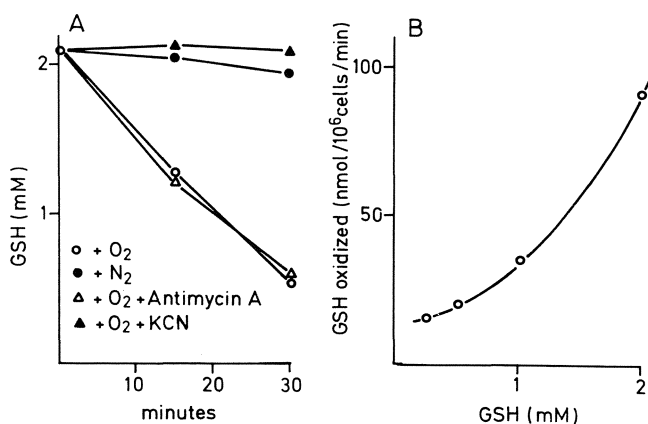 A
GSH (mM)
2
1
○ + O₂
● + N₂
△ + O₂ + Antimycin A
▲ + O₂ + KCN
10 20 30
minutes
B
GSH oxidized (nmol/10⁶cells/min)
100
50
1 2
GSH (mM)